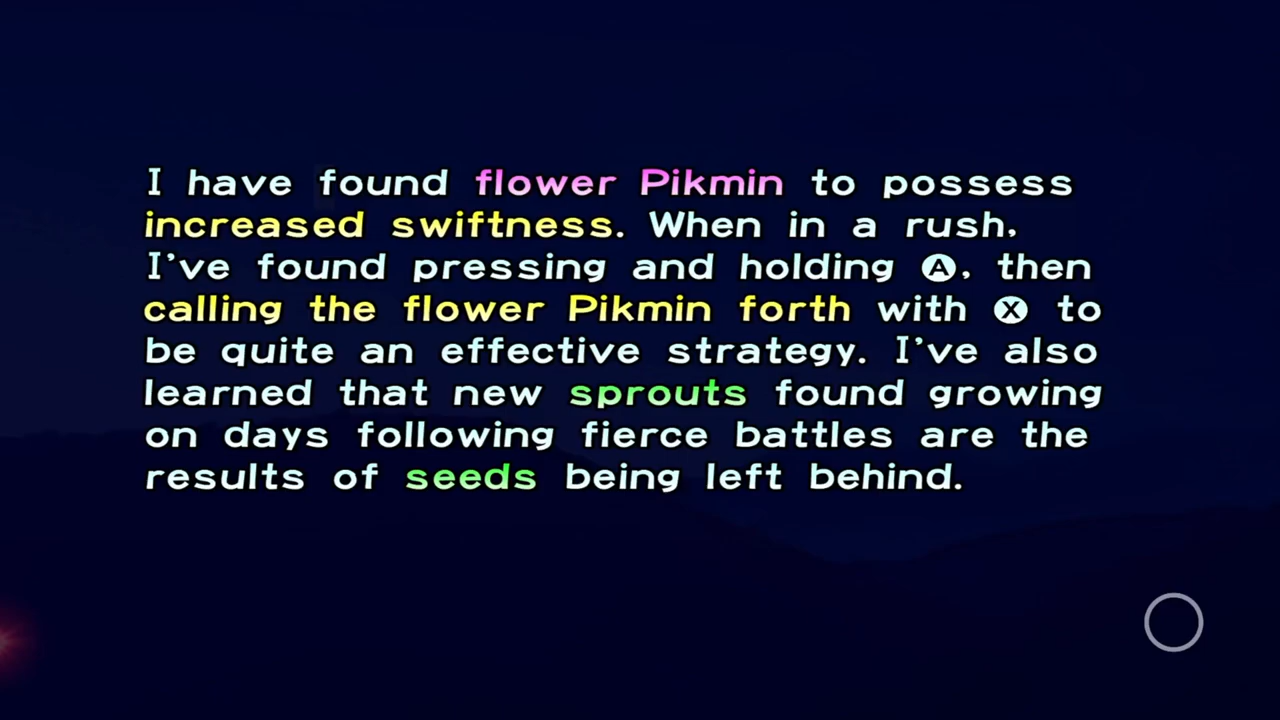 I have found flower Pikmin to possess
increased swiftness. When in a rush,
I've found pressing and holding Ⓐ, then
calling the flower Pikmin forth with Ⓧ to
be quite an effective strategy. I've also
learned that new sprouts found growing
on days following fierce battles are the
results of seeds being left behind.